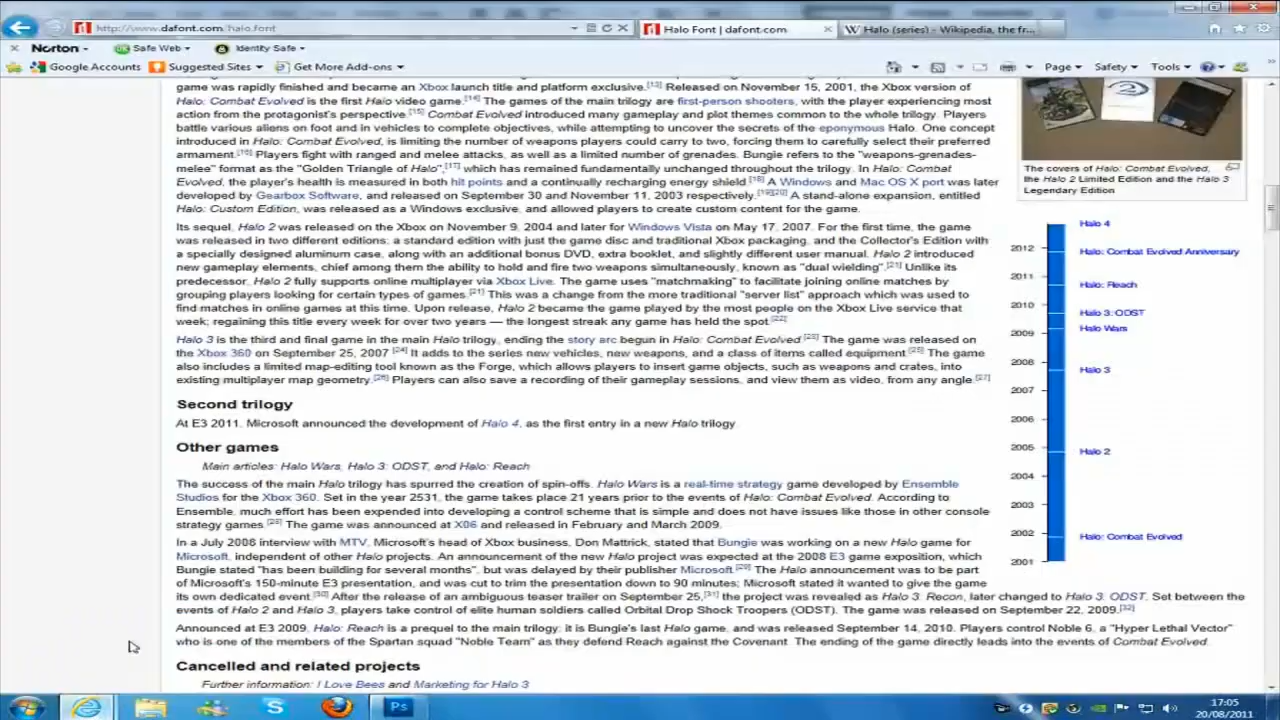 http://www.dafont.com/halo.font
Halo Font | dafont.com
Halo (series) - Wikipedia, the fr...
Norton
Safe Web
Identity Safe
Google Accounts
Suggested Sites
Get More Add-ons
Page
Safety
Tools
game was rapidly finished and became an Xbox launch title and platform exclusive.[13] Released on November 15, 2001, the Xbox version of
Halo: Combat Evolved is the first Halo video game.[14] The games of the main trilogy are first-person shooters, with the player experiencing most
action from the protagonist's perspective.[15] Combat Evolved introduced many gameplay and plot themes common to the whole trilogy. Players
battle various aliens on foot and in vehicles to complete objectives, while attempting to uncover the secrets of the eponymous Halo. One concept
introduced in Halo: Combat Evolved, is limiting the number of weapons players could carry to two, forcing them to carefully select their preferred
armament.[16] Players fight with ranged and melee attacks, as well as a limited number of grenades. Bungie refers to the "weapons-grenades-
melee" format as the "Golden Triangle of Halo",[17] which has remained fundamentally unchanged throughout the trilogy. In Halo: Combat
Evolved, the player's health is measured in both hit points and a continually recharging energy shield.[18] A Windows and Mac OS X port was later
developed by Gearbox Software, and released on September 30 and November 11, 2003 respectively.[19][20] A stand-alone expansion, entitled
Halo: Custom Edition, was released as a Windows exclusive, and allowed players to create custom content for the game.
Its sequel, Halo 2 was released on the Xbox on November 9, 2004 and later for Windows Vista on May 17, 2007. For the first time, the game
was released in two different editions: a standard edition with just the game disc and traditional Xbox packaging, and the Collector's Edition with
a specially designed aluminum case, along with an additional bonus DVD, extra booklet, and slightly different user manual. Halo 2 introduced
new gameplay elements, chief among them the ability to hold and fire two weapons simultaneously, known as "dual wielding".[21] Unlike its
predecessor, Halo 2 fully supports online multiplayer via Xbox Live. The game uses "matchmaking" to facilitate joining online matches by
grouping players looking for certain types of games.[21] This was a change from the more traditional "server list" approach which was used to
find matches in online games at this time. Upon release, Halo 2 became the game played by the most people on the Xbox Live service that
week; regaining this title every week for over two years — the longest streak any game has held the spot.[22]
Halo 3 is the third and final game in the main Halo trilogy, ending the story arc begun in Halo: Combat Evolved.[23] The game was released on
the Xbox 360 on September 25, 2007.[24] It adds to the series new vehicles, new weapons, and a class of items called equipment.[25] The game
also includes a limited map-editing tool known as the Forge, which allows players to insert game objects, such as weapons and crates, into
existing multiplayer map geometry.[26] Players can also save a recording of their gameplay sessions, and view them as video, from any angle.[27]
Second trilogy
At E3 2011, Microsoft announced the development of Halo 4, as the first entry in a new Halo trilogy.
Other games
Main articles: Halo Wars, Halo 3: ODST, and Halo: Reach
The success of the main Halo trilogy has spurred the creation of spin-offs. Halo Wars is a real-time strategy game developed by Ensemble
Studios for the Xbox 360. Set in the year 2531, the game takes place 21 years prior to the events of Halo: Combat Evolved. According to
Ensemble, much effort has been expended into developing a control scheme that is simple and does not have issues like those in other console
strategy games.[28] The game was announced at X06 and released in February and March 2009.
In a July 2008 interview with MTV, Microsoft's head of Xbox business, Don Mattrick, stated that Bungie was working on a new Halo game for
Microsoft, independent of other Halo projects. An announcement of the new Halo project was expected at the 2008 E3 game exposition, which
Bungie stated "has been building for several months", but was delayed by their publisher Microsoft.[29] The Halo announcement was to be part
of Microsoft's 150-minute E3 presentation, and was cut to trim the presentation down to 90 minutes; Microsoft stated it wanted to give the game
its own dedicated event.[30] After the release of an ambiguous teaser trailer on September 25,[31] the project was revealed as Halo 3: Recon, later changed to Halo 3: ODST. Set between the
events of Halo 2 and Halo 3, players take control of elite human soldiers called Orbital Drop Shock Troopers (ODST). The game was released on September 22, 2009.[32]
Announced at E3 2009, Halo: Reach is a prequel to the main trilogy; it is Bungie's last Halo game, and was released September 14, 2010. Players control Noble 6, a "Hyper Lethal Vector"
who is one of the members of the Spartan squad "Noble Team" as they defend Reach against the Covenant. The ending of the game directly leads into the events of Combat Evolved.
Cancelled and related projects
Further information: I Love Bees and Marketing for Halo 3
The covers of Halo: Combat Evolved,
the Halo 2 Limited Edition and the Halo 3
Legendary Edition
Halo 4
2012
Halo: Combat Evolved Anniversary
2011
Halo: Reach
2010
Halo 3: ODST
Halo Wars
2009
2008
Halo 3
2007
2006
2005
Halo 2
2004
2003
2002
Halo: Combat Evolved
2001
Ps
17:05
20/08/2011